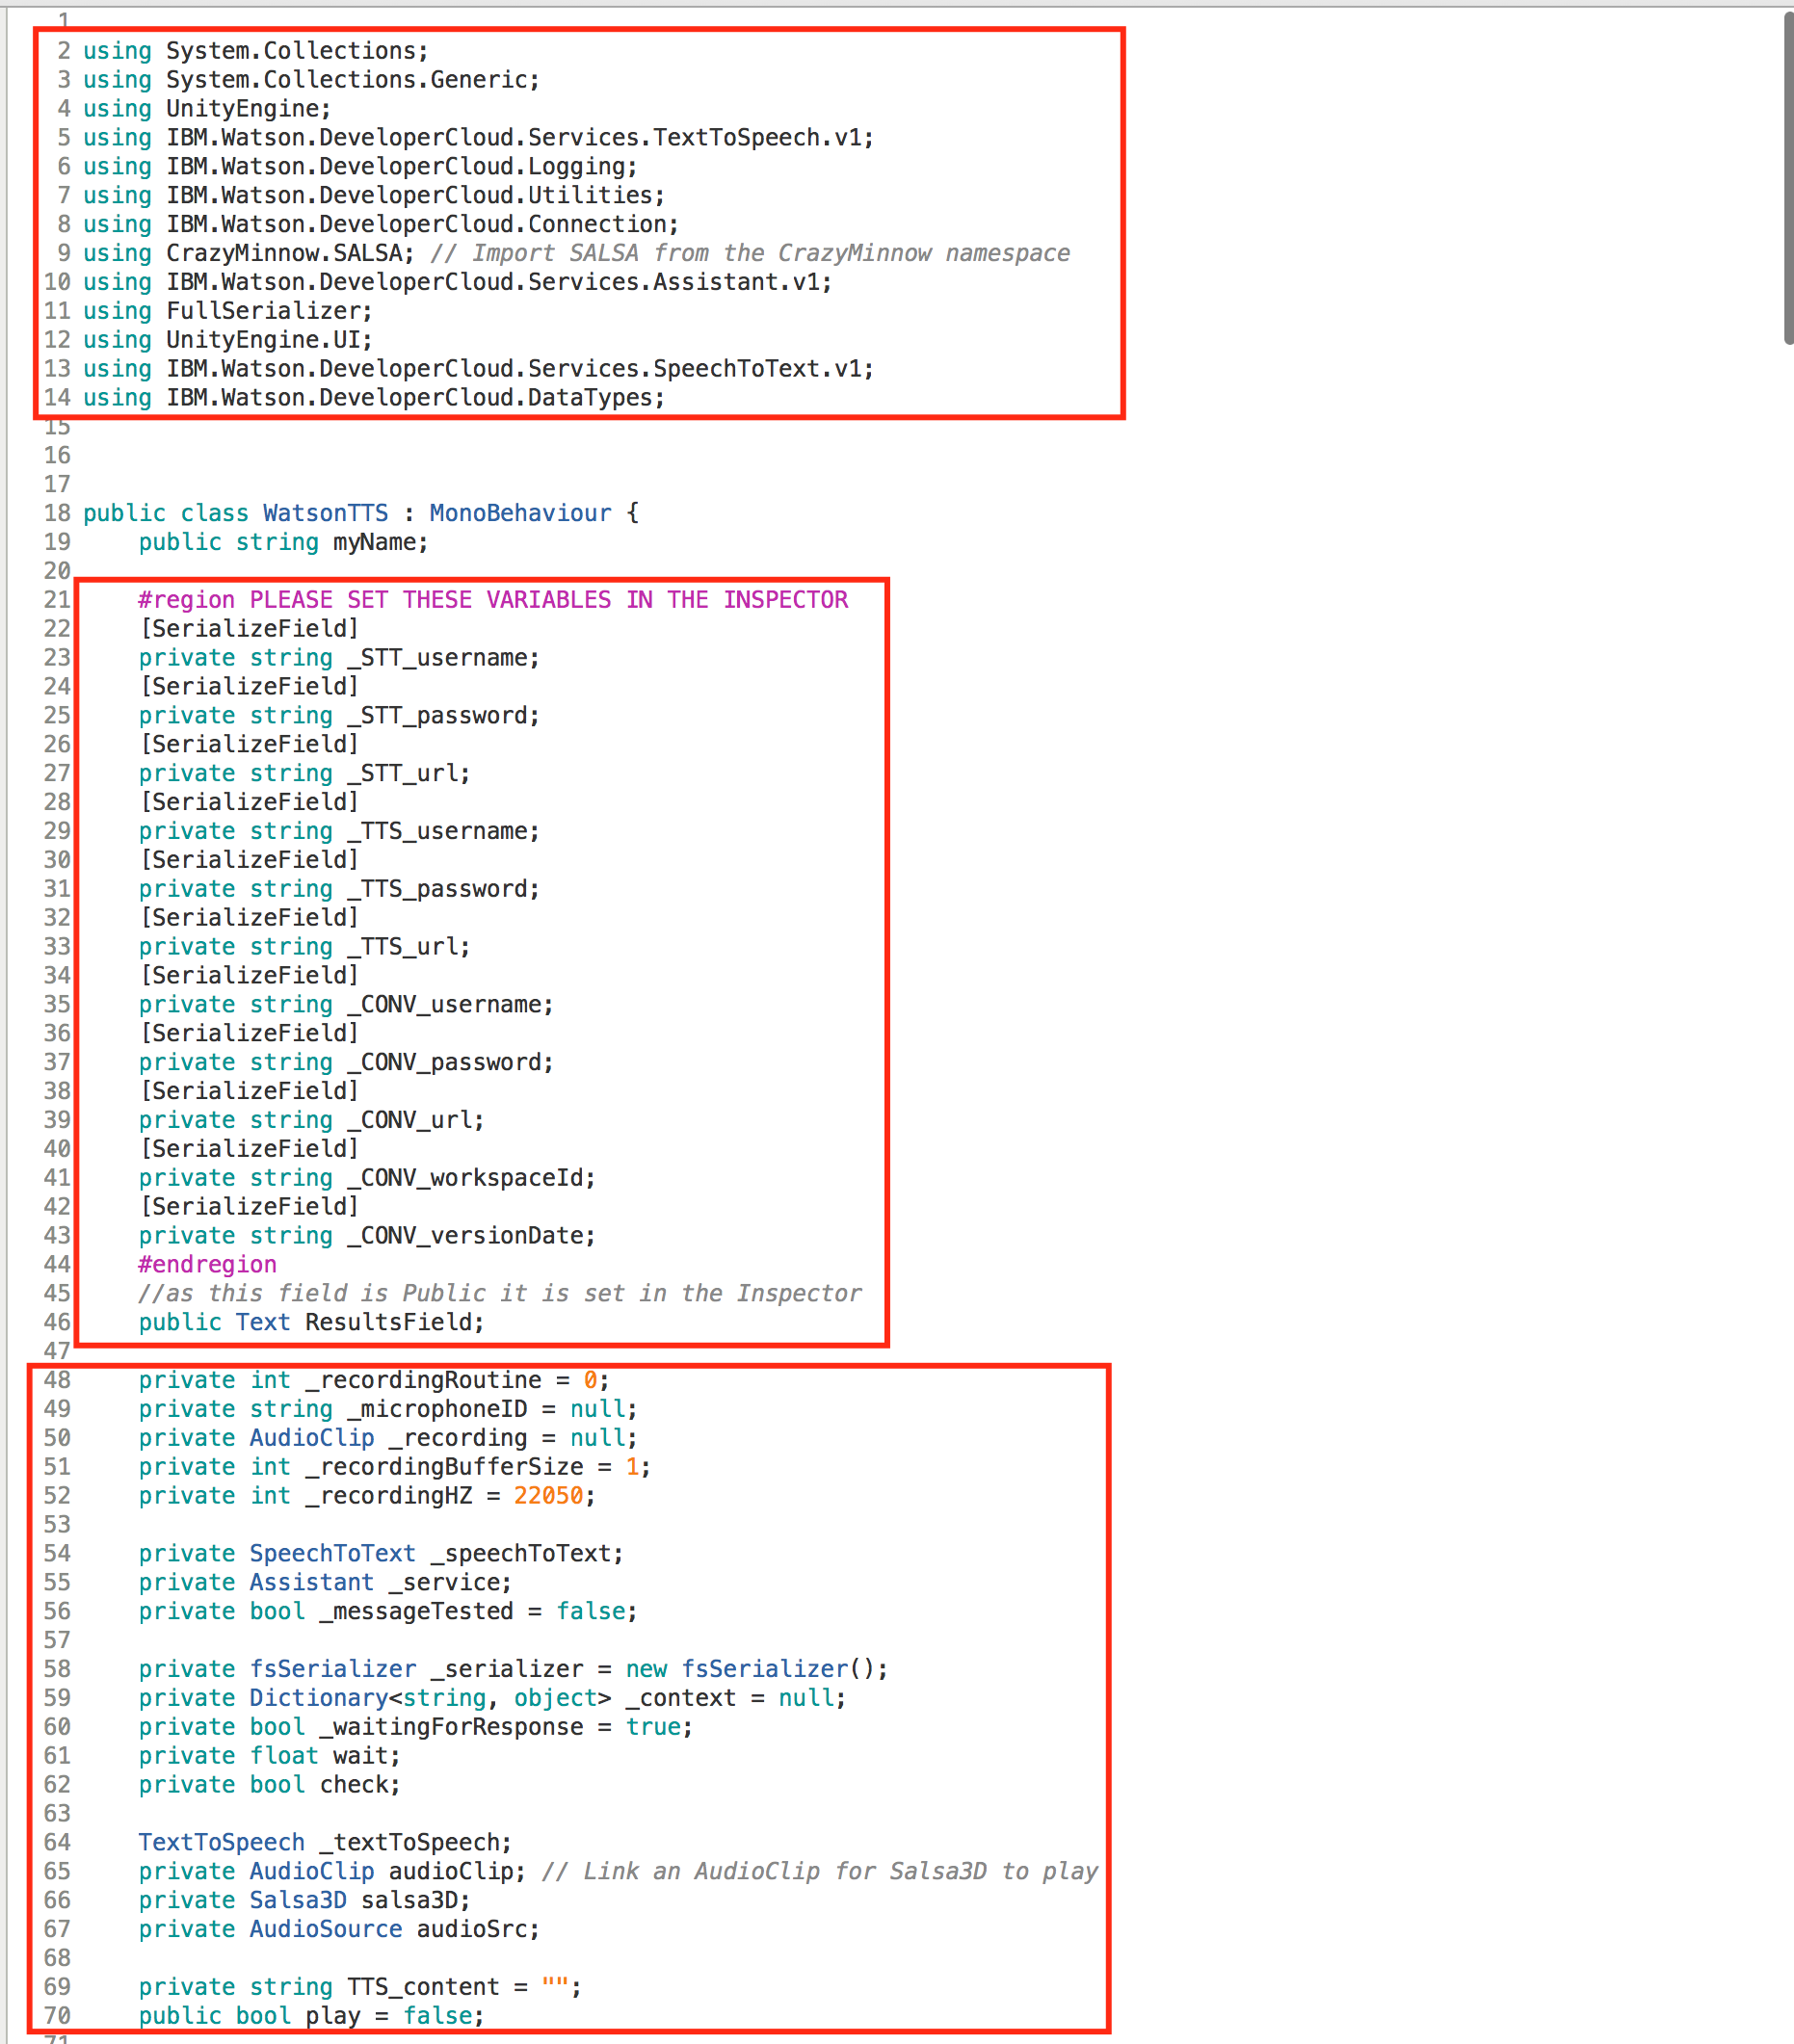 1
2 using System.Collections;
3 using System.Collections.Generic;
4 using UnityEngine;
5 using IBM.Watson.DeveloperCloud.Services.TextToSpeech.v1;
6 using IBM.Watson.DeveloperCloud.Logging;
7 using IBM.Watson.DeveloperCloud.Utilities;
8 using IBM.Watson.DeveloperCloud.Connection;
9 using CrazyMinnow.SALSA; // Import SALSA from the CrazyMinnow namespace
10 using IBM.Watson.DeveloperCloud.Services.Assistant.v1;
11 using FullSerializer;
12 using UnityEngine.UI;
13 using IBM.Watson.DeveloperCloud.Services.SpeechToText.v1;
14 using IBM.Watson.DeveloperCloud.DataTypes;
15
16
17
18 public class WatsonTTS : MonoBehaviour {
19     public string myName;
20
21     #region PLEASE SET THESE VARIABLES IN THE INSPECTOR
22     [SerializeField]
23     private string _STT_username;
24     [SerializeField]
25     private string _STT_password;
26     [SerializeField]
27     private string _STT_url;
28     [SerializeField]
29     private string _TTS_username;
30     [SerializeField]
31     private string _TTS_password;
32     [SerializeField]
33     private string _TTS_url;
34     [SerializeField]
35     private string _CONV_username;
36     [SerializeField]
37     private string _CONV_password;
38     [SerializeField]
39     private string _CONV_url;
40     [SerializeField]
41     private string _CONV_workspaceId;
42     [SerializeField]
43     private string _CONV_versionDate;
44     #endregion
45     //as this field is Public it is set in the Inspector
46     public Text ResultsField;
47
48     private int _recordingRoutine = 0;
49     private string _microphoneID = null;
50     private AudioClip _recording = null;
51     private int _recordingBufferSize = 1;
52     private int _recordingHZ = 22050;
53
54     private SpeechToText _speechToText;
55     private Assistant _service;
56     private bool _messageTested = false;
57
58     private fsSerializer _serializer = new fsSerializer();
59     private Dictionary<string, object> _context = null;
60     private bool _waitingForResponse = true;
61     private float wait;
62     private bool check;
63
64     TextToSpeech _textToSpeech;
65     private AudioClip audioClip; // Link an AudioClip for Salsa3D to play
66     private Salsa3D salsa3D;
67     private AudioSource audioSrc;
68
69     private string TTS_content = "";
70     public bool play = false;
71